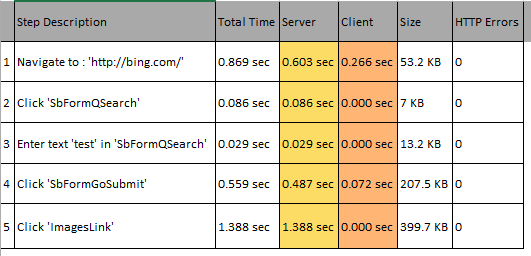 Step Description Total Time Server Client Size HTTP Errors
1 Navigate to : 'http://bing.com/' 0.869 sec 0.603 sec 0.266 sec 53.2 KB 0
2 Click 'SbFormQSearch' 0.086 sec 0.086 sec 0.000 sec 7 KB 0
3 Enter text 'test' in 'SbFormQSearch' 0.029 sec 0.029 sec 0.000 sec 13.2 KB 0
4 Click 'SbFormGoSubmit' 0.559 sec 0.487 sec 0.072 sec 207.5 KB 0
5 Click 'ImagesLink' 1.388 sec 1.388 sec 0.000 sec 399.7 KB 0